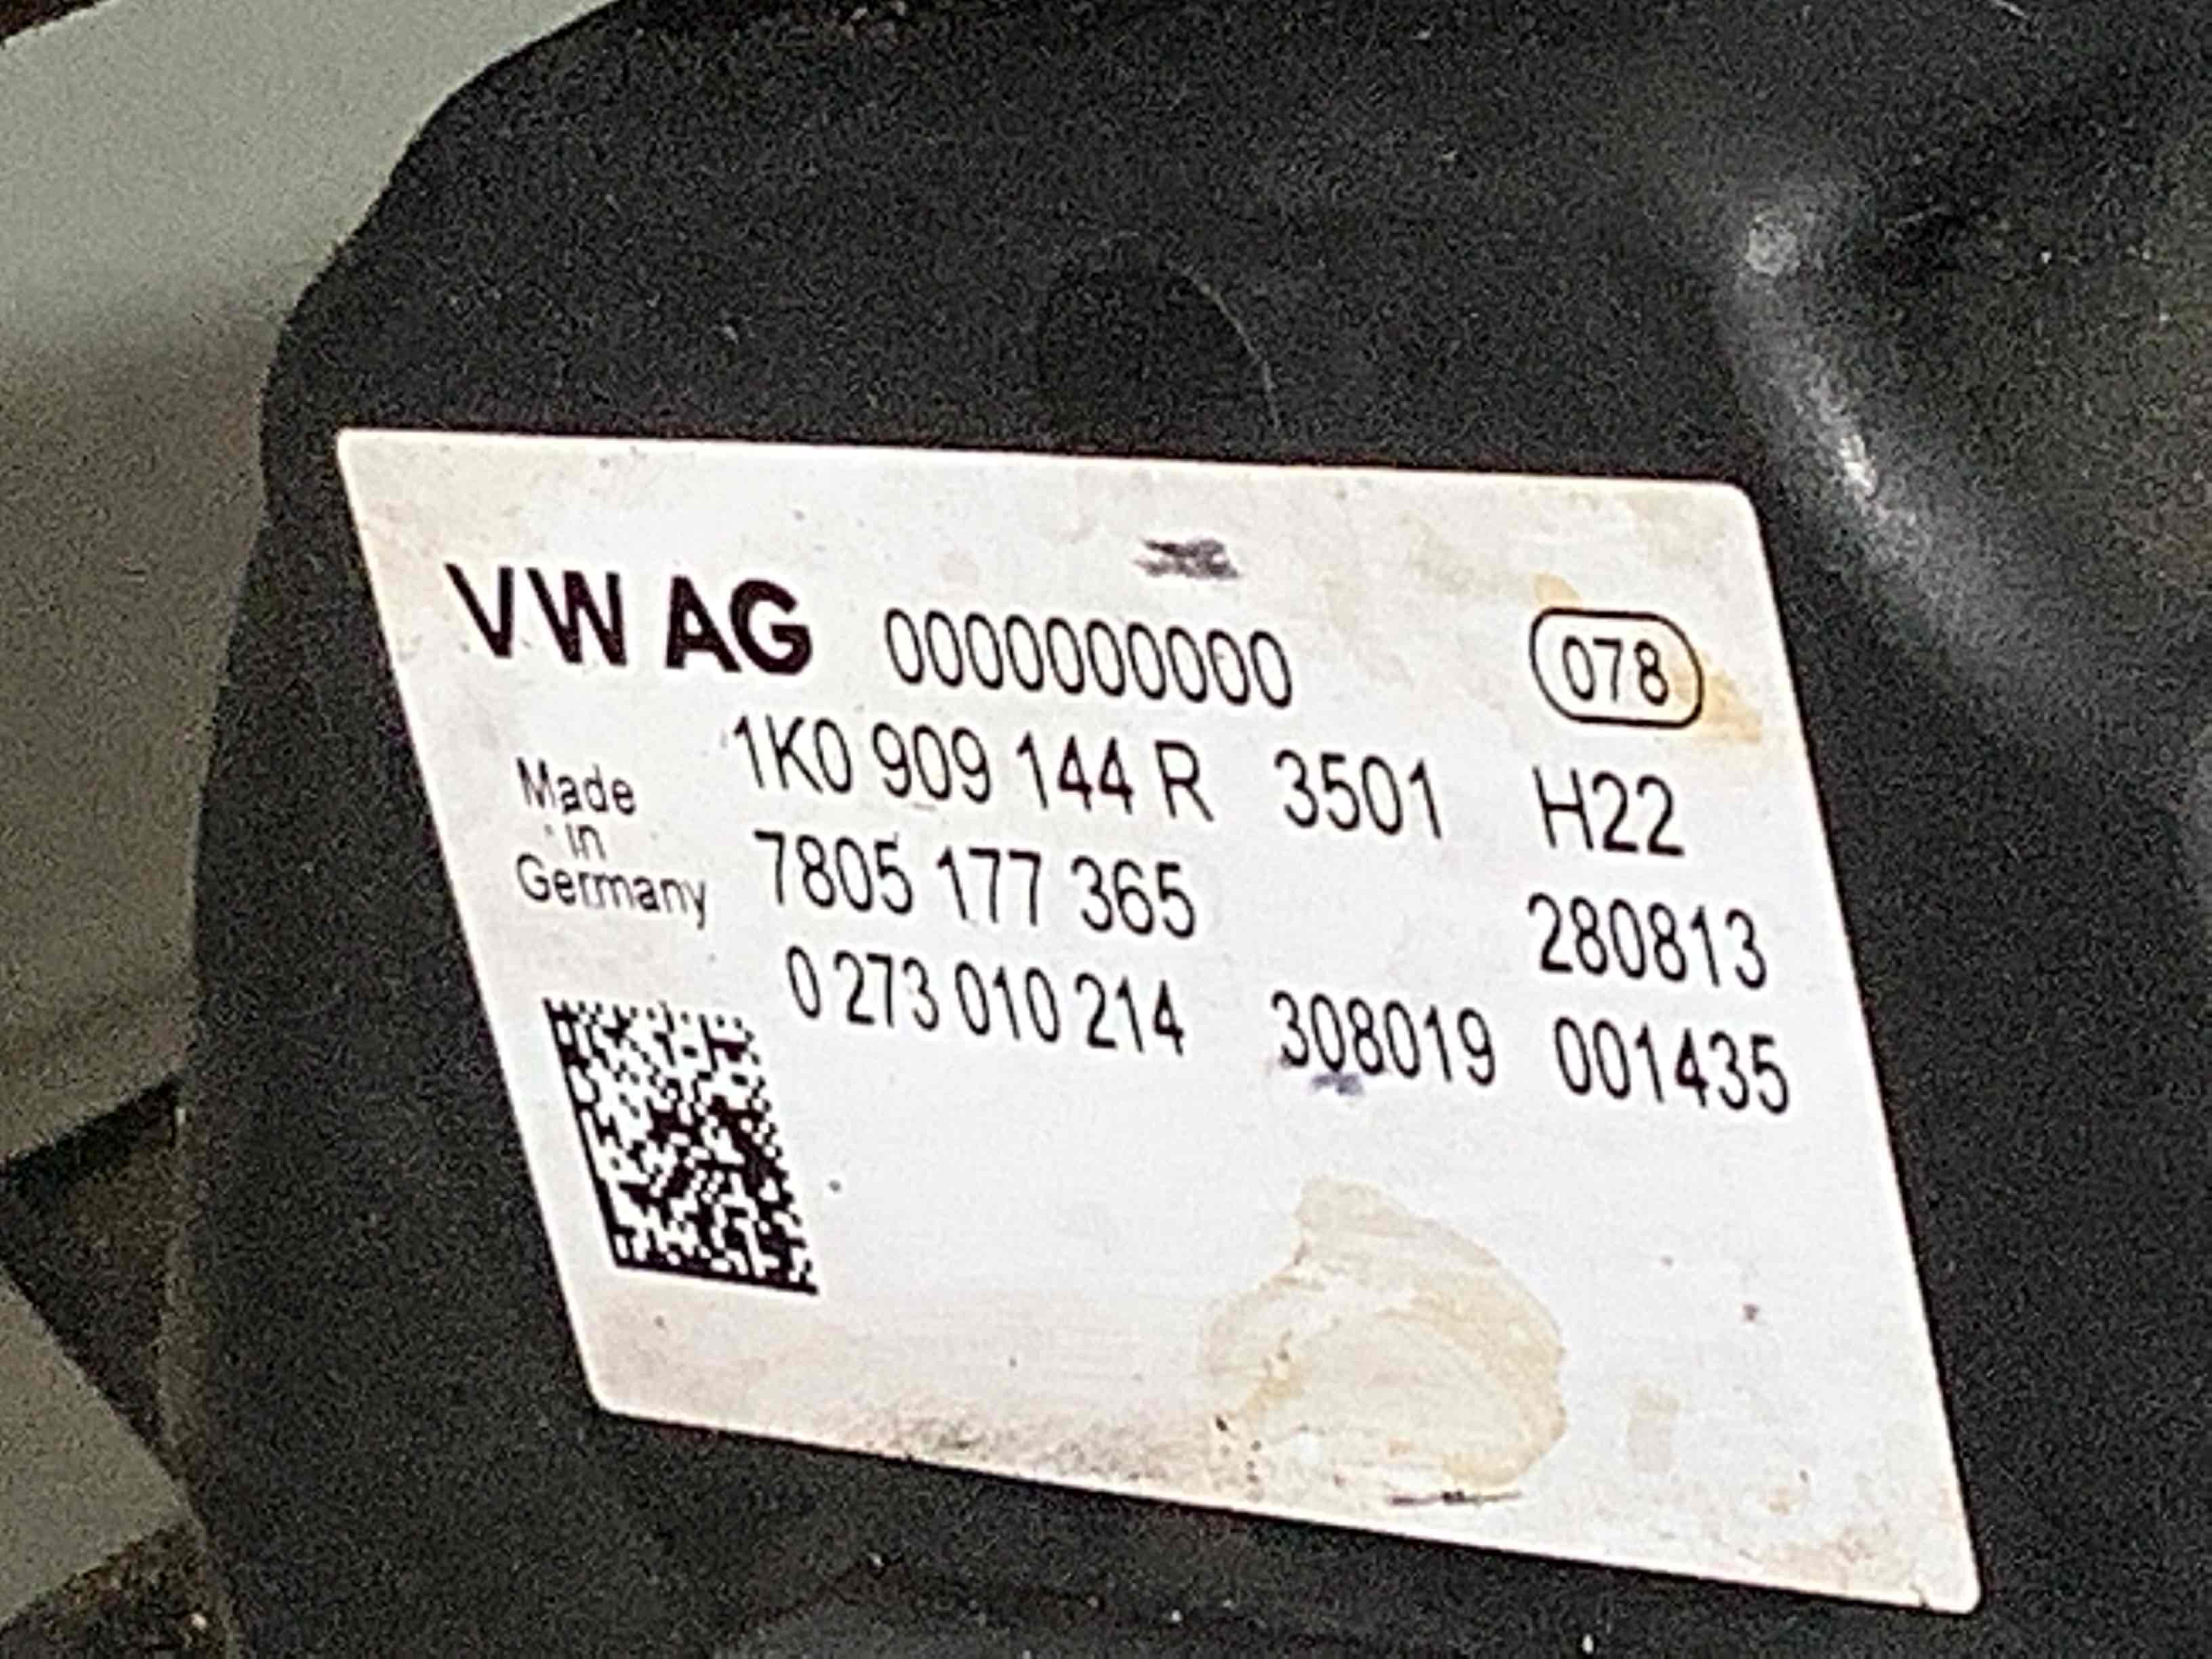 VW AG 0000000000 078
1K0 909 144 R 3501 H22
Made in Germany
7805 177 365 280813
0 273 010 214 308019 001435